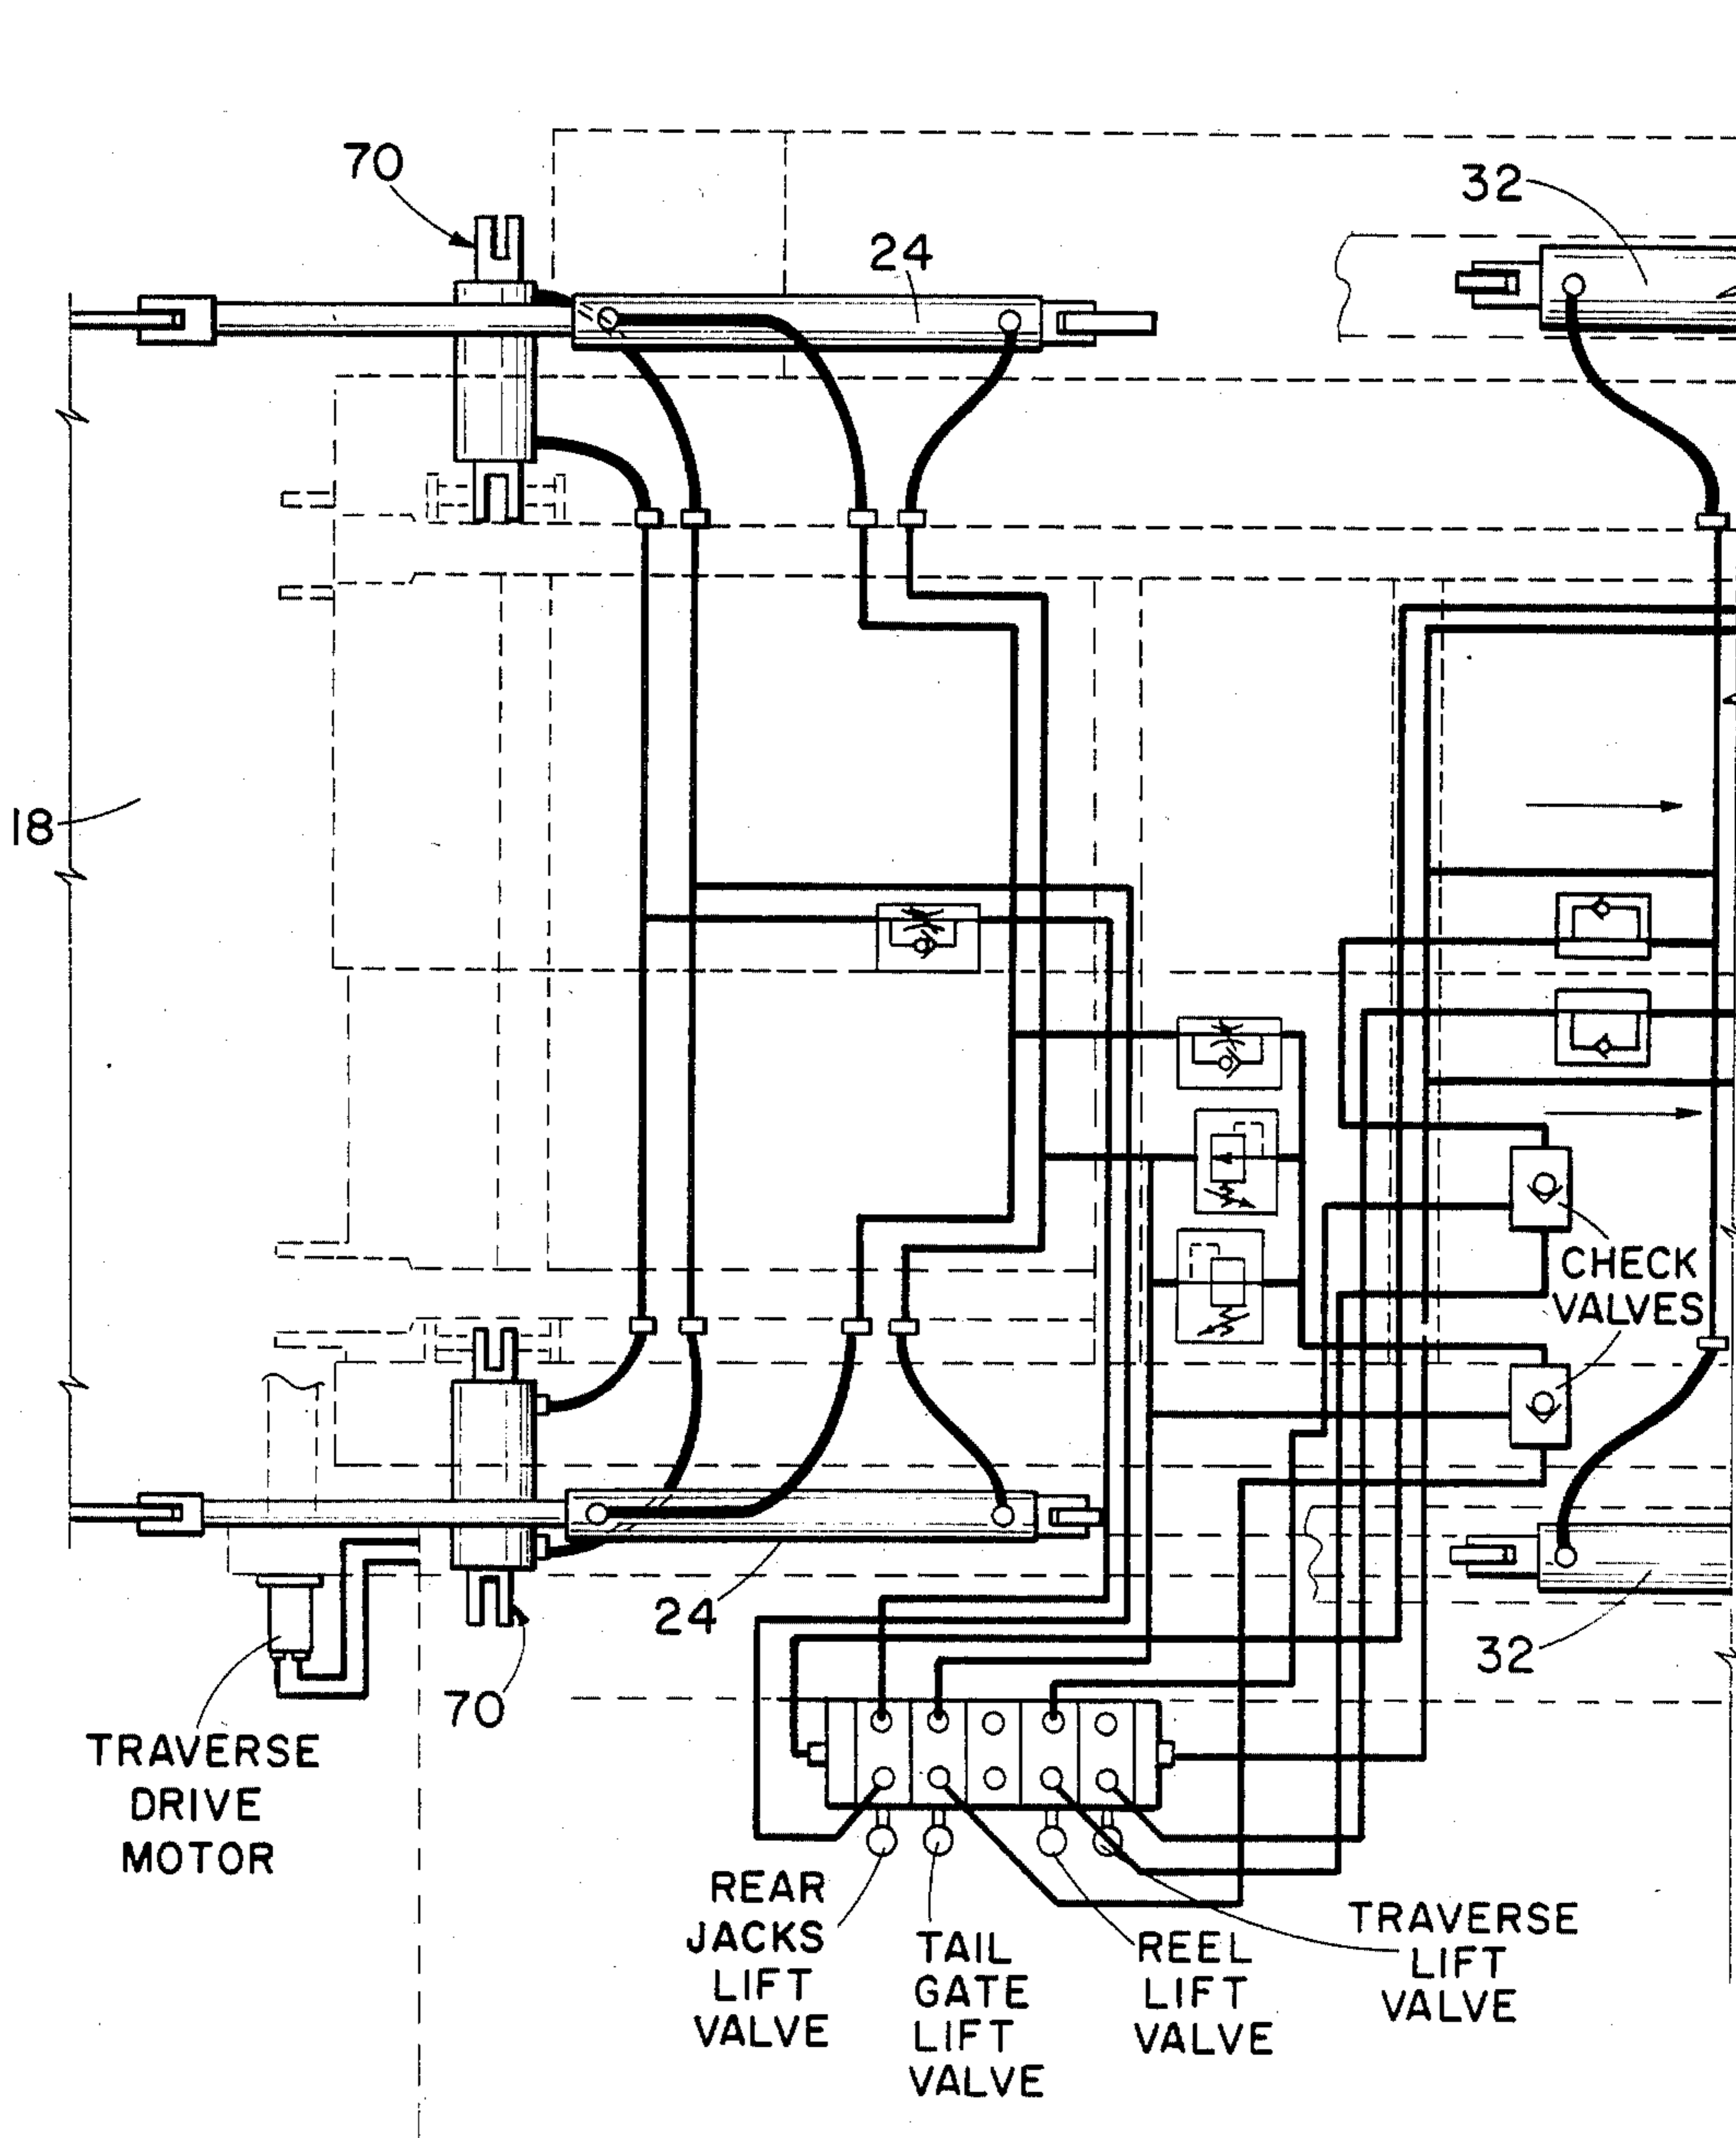 70
32
24
18
CHECK
VALVES
24
32
70
TRAVERSE
DRIVE
MOTOR
REAR
JACKS
LIFT
VALVE
TAIL
GATE
LIFT
VALVE
REEL
LIFT
VALVE
TRAVERSE
LIFT
VALVE